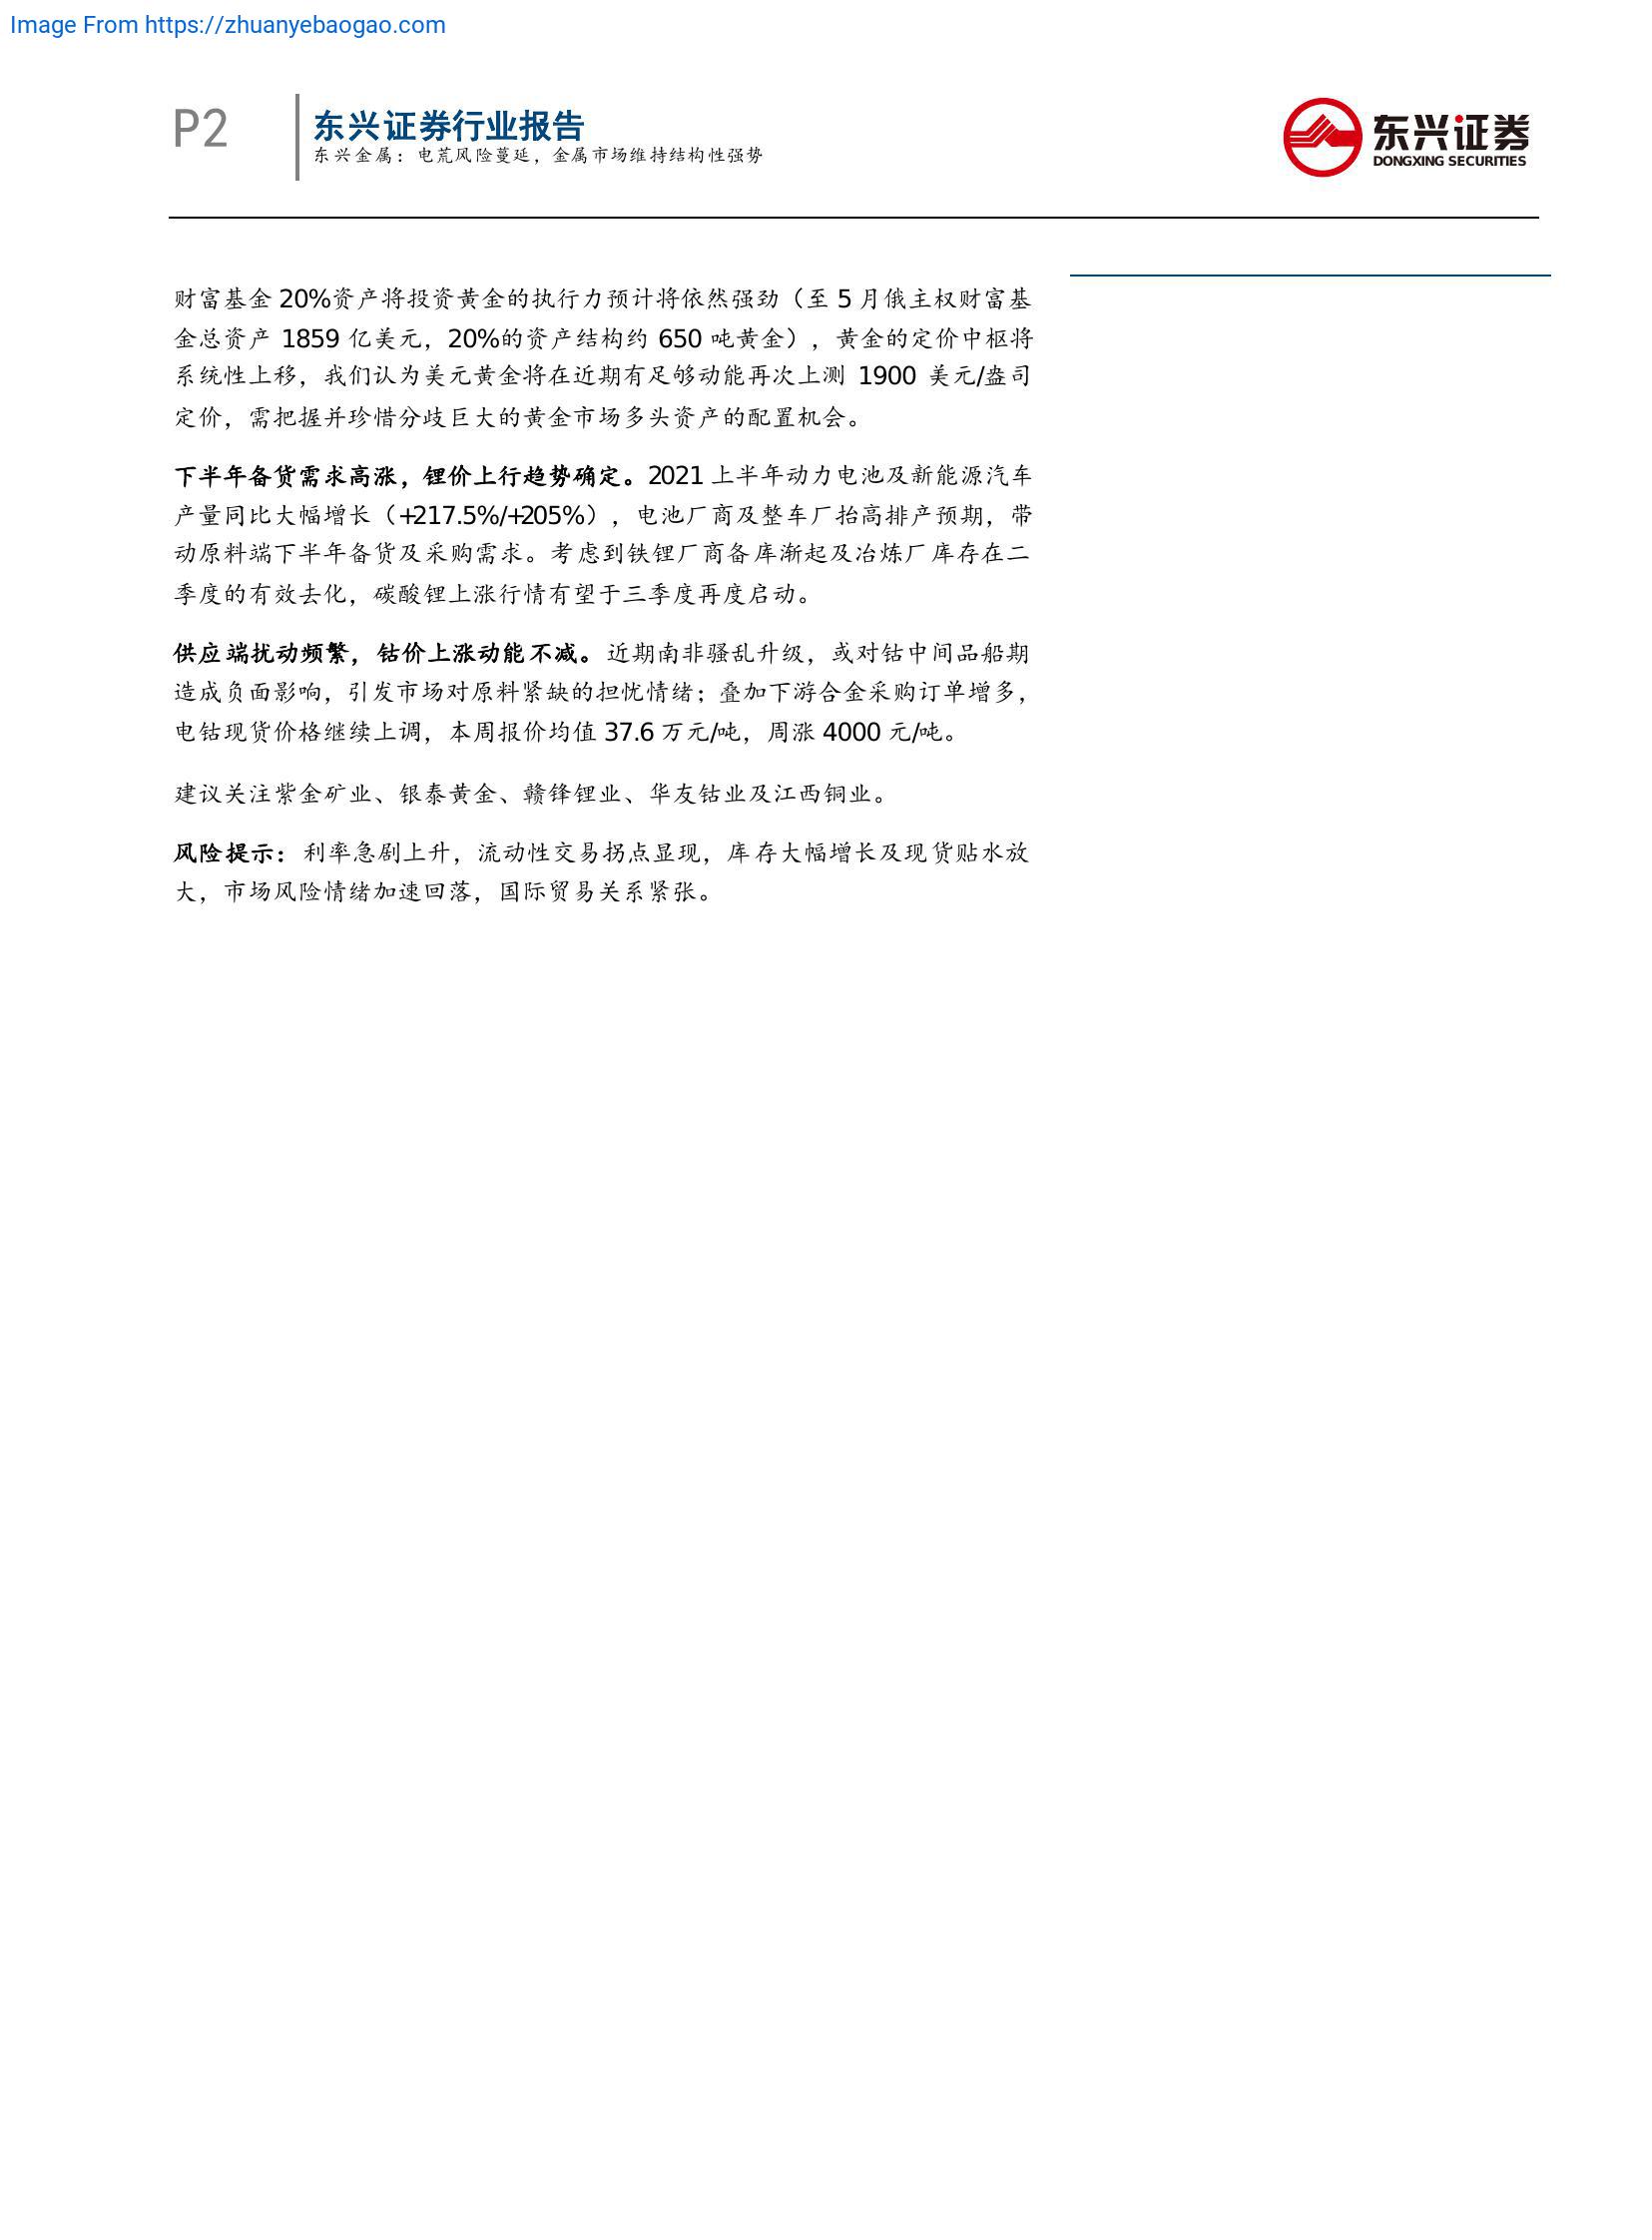 Image From https://zhuanyebaogao.com
P2
东兴证券行业报告
东兴金属：电荒风险蔓延，金属市场维持结构性强势
东兴证券
DONGXING SECURITIES
财富基金 20%资产将投资黄金的执行力预计将依然强劲（至 5 月俄主权财富基
金总资产 1859 亿美元，20%的资产结构约 650 吨黄金），黄金的定价中枢将
系统性上移，我们认为美元黄金将在近期有足够动能再次上测 1900 美元/盎司
定价，需把握并珍惜分歧巨大的黄金市场多头资产的配置机会。
下半年备货需求高涨，锂价上行趋势确定。2021 上半年动力电池及新能源汽车
产量同比大幅增长（+217.5%/+205%），电池厂商及整车厂抬高排产预期，带
动原料端下半年备货及采购需求。考虑到铁锂厂商备库渐起及冶炼厂库存在二
季度的有效去化，碳酸锂上涨行情有望于三季度再度启动。
供应端扰动频繁，钴价上涨动能不减。近期南非骚乱升级，或对钴中间品船期
造成负面影响，引发市场对原料紧缺的担忧情绪；叠加下游合金采购订单增多，
电钴现货价格继续上调，本周报价均值 37.6 万元/吨，周涨 4000 元/吨。
建议关注紫金矿业、银泰黄金、赣锋锂业、华友钴业及江西铜业。
风险提示：利率急剧上升，流动性交易拐点显现，库存大幅增长及现货贴水放
大，市场风险情绪加速回落，国际贸易关系紧张。